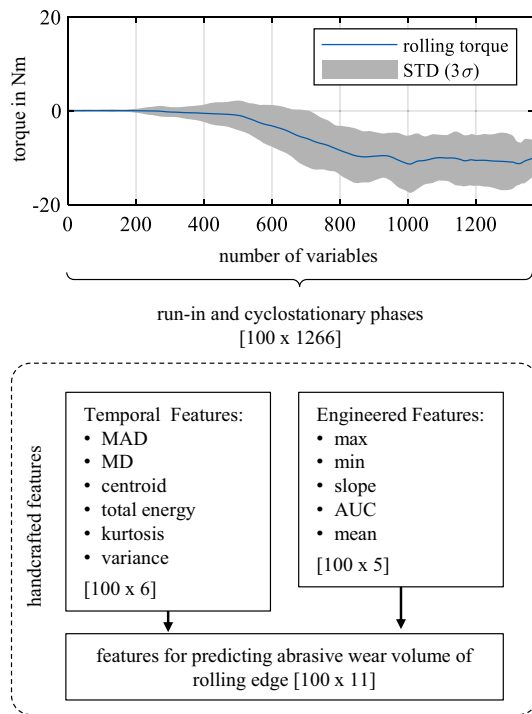 20
0
-20
torque in Nm
rolling torque
STD (3σ)
0 200 400 600 800 1000 1200
number of variables
run-in and cyclostationary phases
[100 x 1266]
handcrafted features
Temporal Features:
• MAD
• MD
• centroid
• total energy
• kurtosis
• variance
[100 x 6]
Engineered Features:
• max
• min
• slope
• AUC
• mean
[100 x 5]
features for predicting abrasive wear volume of
rolling edge [100 x 11]